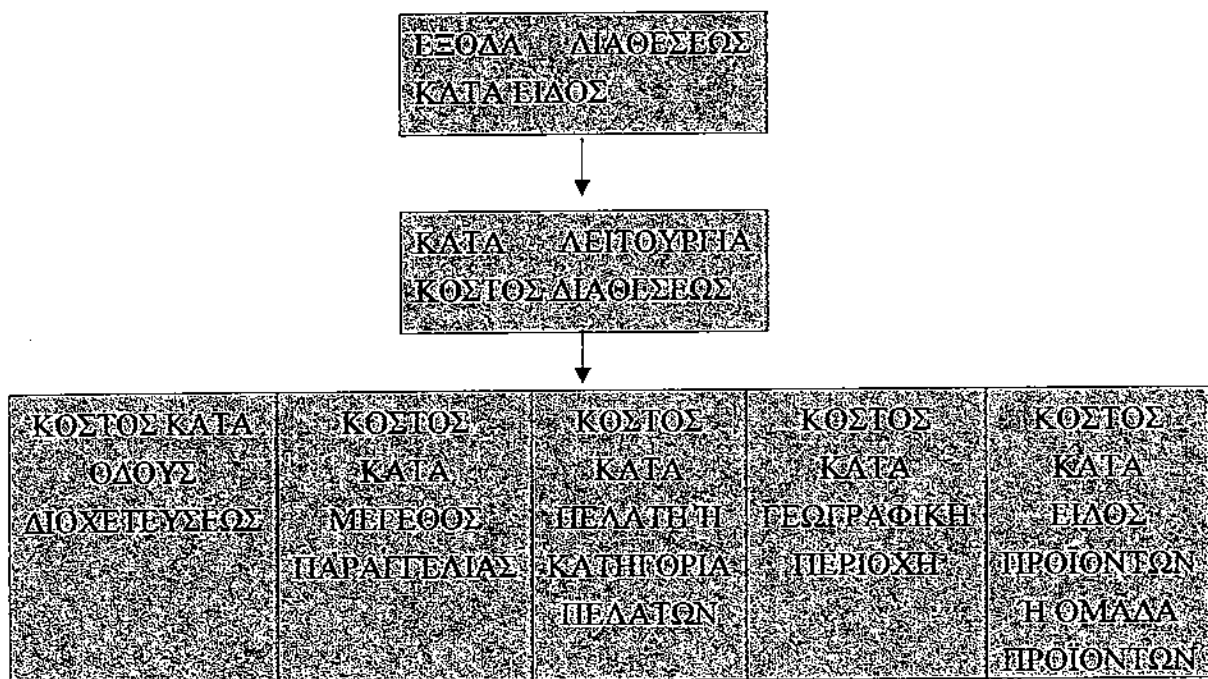 ΕΞΟΔΑ ΔΙΑΘΕΣΕΩΣ
ΚΑΤΑ ΕΙΔΟΣ
ΚΑΤΑ ΛΕΙΤΟΥΡΓΙΑ
ΚΟΣΤΟΣ ΔΙΑΘΕΣΕΩΣ
ΚΟΣΤΟΣ ΚΑΤΑ
ΟΔΟΥΣ
ΔΙΟΧΕΤΕΥΣΕΩΣ
ΚΟΣΤΟΣ
ΚΑΤΑ
ΜΕΓΕΘΟΣ
ΠΑΡΑΓΓΕΛΙΑΣ
ΚΟΣΤΟΣ
ΚΑΤΑ
ΠΕΛΑΤΗ Ή
ΚΑΤΗΓΟΡΙΑ
ΠΕΛΑΤΩΝ
ΚΟΣΤΟΣ
ΚΑΤΑ
ΓΕΩΓΡΑΦΙΚΗ
ΠΕΡΙΟΧΗ
ΚΟΣΤΟΣ
ΚΑΤΑ
ΕΙΔΟΣ
ΠΡΟΪΟΝΤΩΝ
Η ΟΜΑΔΑ
ΠΡΟΪΟΝΤΩΝ